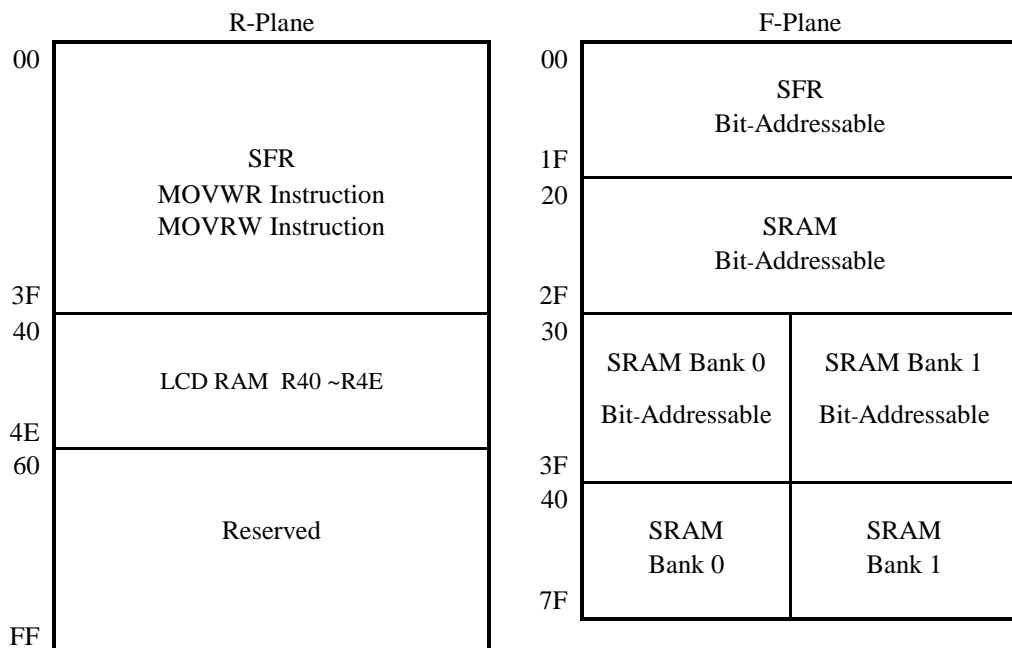 R-Plane
00
SFR
MOVWR Instruction
MOVRW Instruction
3F
40
LCD RAM R40 ~R4E
4E
60
Reserved
FF
F-Plane
00
SFR
Bit-Addressable
1F
20
SRAM
Bit-Addressable
2F
30
SRAM Bank 0
Bit-Addressable
SRAM Bank 1
Bit-Addressable
3F
40
SRAM
Bank 0
SRAM
Bank 1
7F